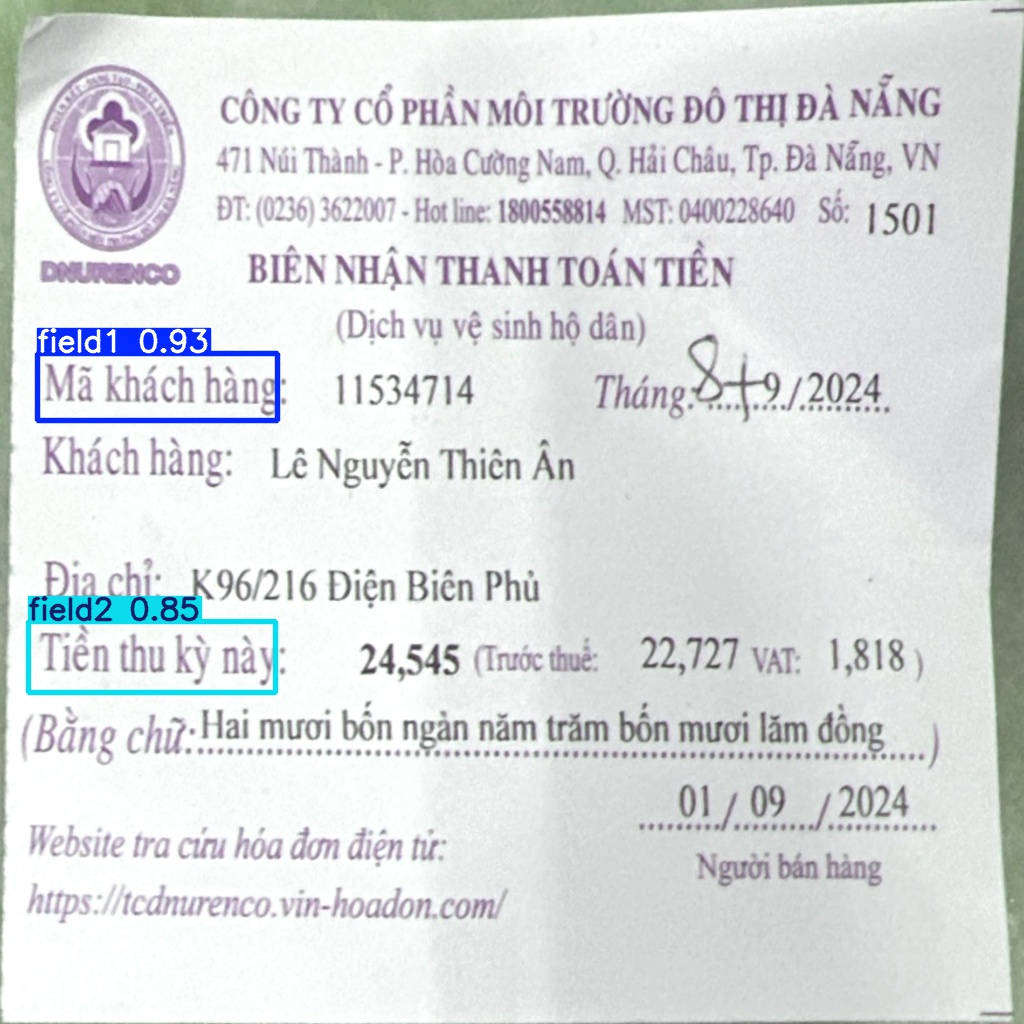 CÔNG TY CỔ PHẦN MÔI TRƯỜNG ĐÔ THỊ ĐÀ NẴNG
471 Núi Thành - P. Hòa Cường Nam, Q. Hải Châu, Tp. Đà Nẵng, VN
ĐT: (0236) 3622007 - Hot line: 1800558814 MST: 0400228640 Số: 1501
DNURENCO
BIÊN NHẬN THANH TOÁN TIỀN
(Dịch vụ vệ sinh hộ dân)
field1 0.93
Mã khách hàng: 11534714 Tháng. 8+9/2024
Khách hàng: Lê Nguyễn Thiên Ân
Địa chỉ: K96/216 Điện Biên Phủ
field2 0.85
Tiền thu kỳ này: 24,545 (Trước thuế: 22,727 VAT: 1,818 )
(Bằng chữ: Hai mươi bốn ngàn năm trăm bốn mươi lăm đồng )
01 / 09 / 2024
Website tra cứu hóa đơn điện tử:
Người bán hàng
https://tcdnurenco.vin-hoadon.com/